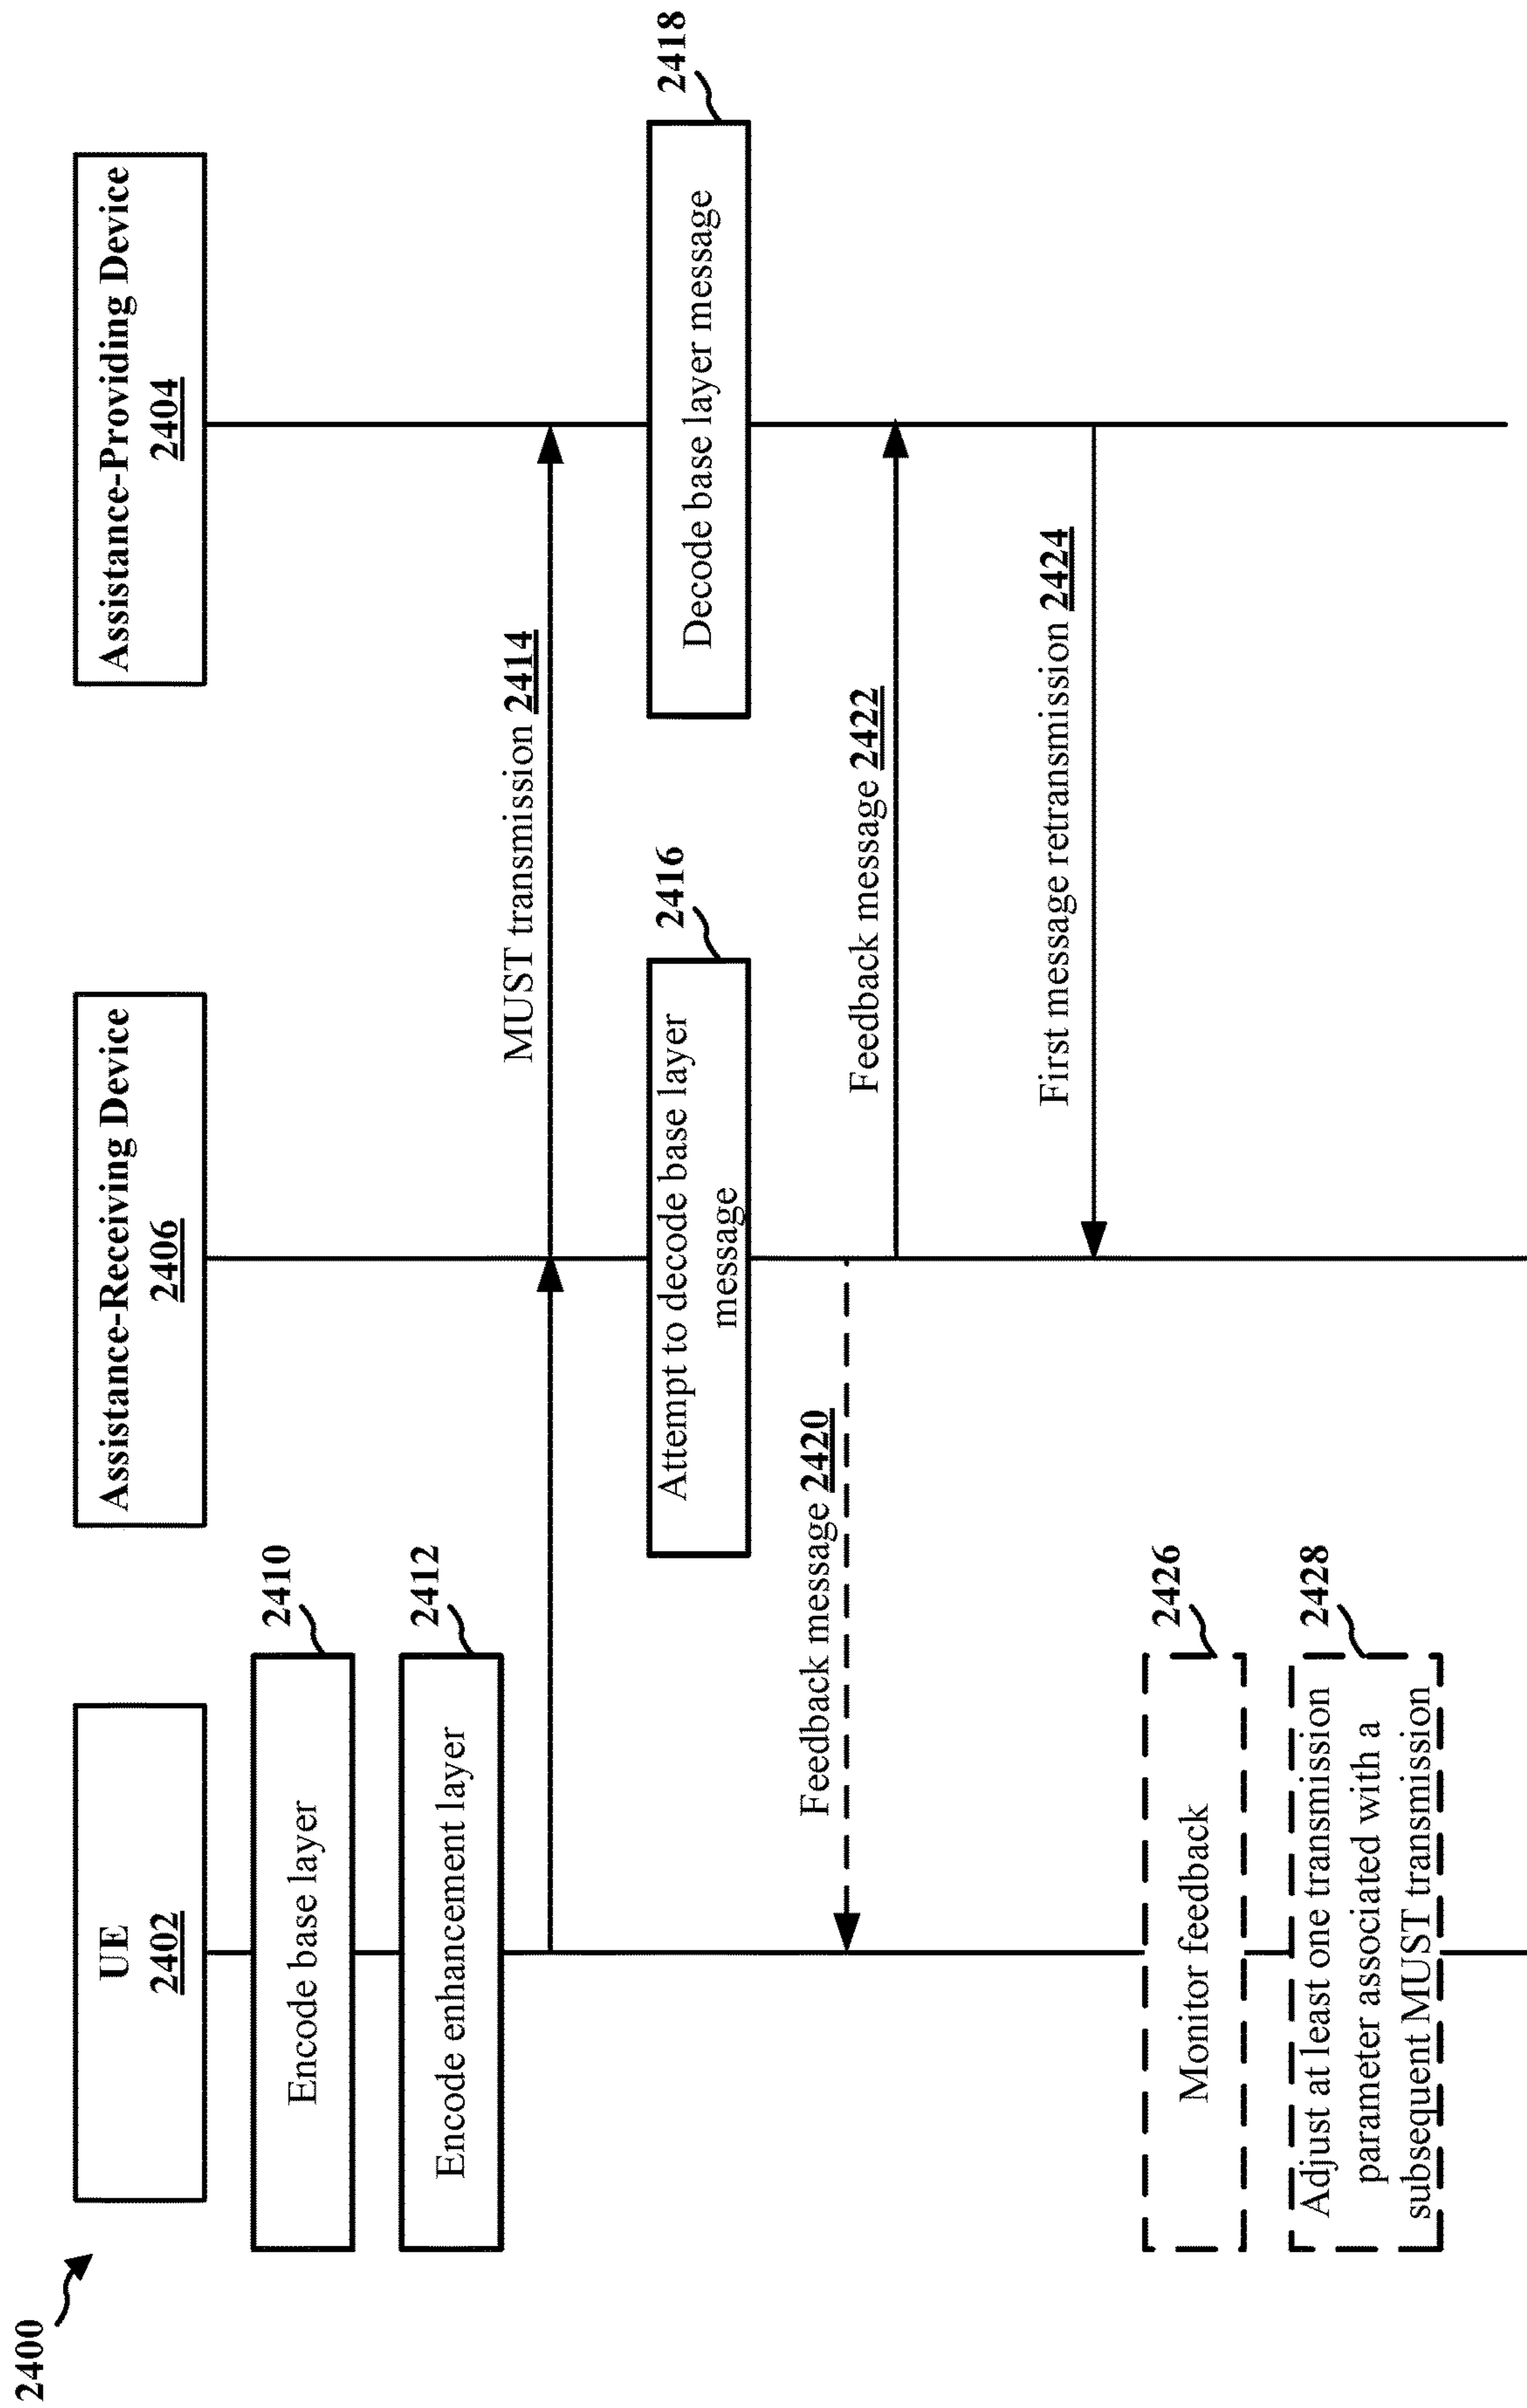 2400
UE
2402
Assistance-Receiving Device
2406
Assistance-Providing Device
2404
2410
Encode base layer
2412
Encode enhancement layer
MUST transmission 2414
2416
Attempt to decode base layer
message
2418
Decode base layer message
Feedback message 2420
Feedback message 2422
First message retransmission 2424
2426
Monitor feedback
2428
Adjust at least one transmission
parameter associated with a
subsequent MUST transmission